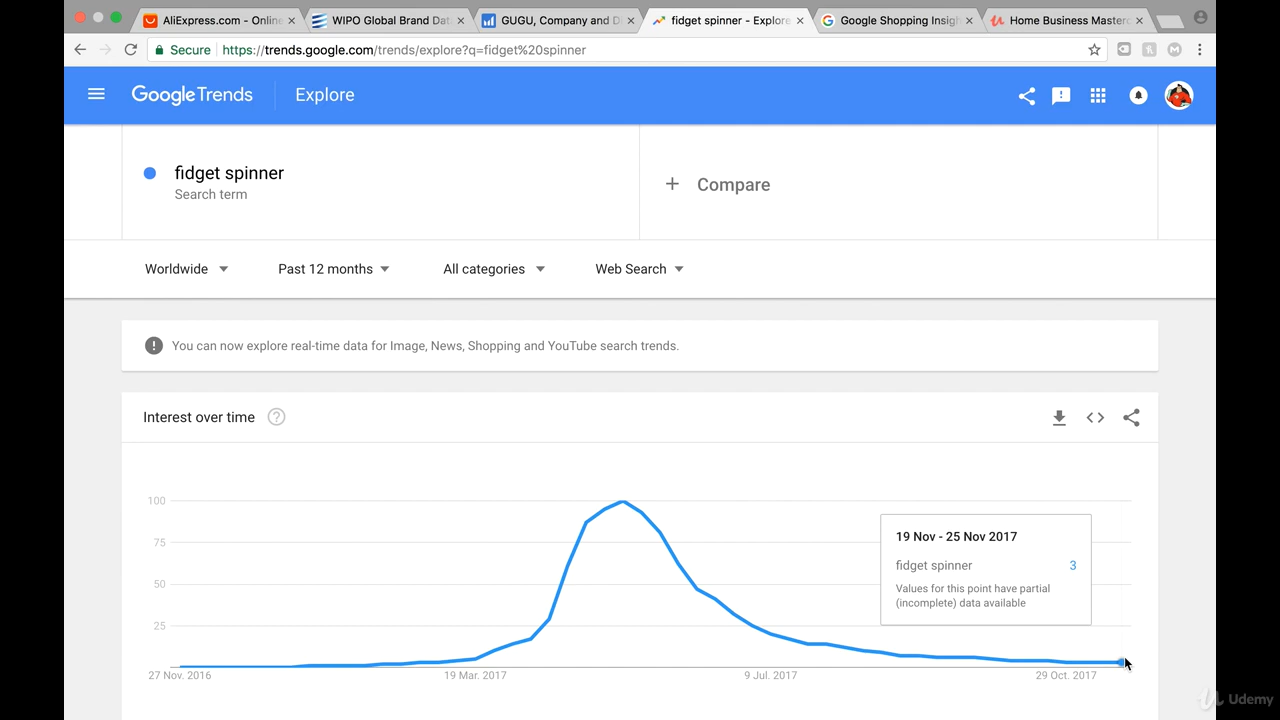 AliExpress.com - Online
WIPO Global Brand Dat
GUGU, Company and D
fidget spinner - Explore
Google Shopping Insigh
Home Business Masterc
Secure
https://trends.google.com/trends/explore?q=fidget%20spinner
Google Trends
Explore
fidget spinner
Search term
+ Compare
Worldwide
Past 12 months
All categories
Web Search
You can now explore real-time data for Image, News, Shopping and YouTube search trends.
Interest over time
100
75
50
25
19 Nov - 25 Nov 2017
fidget spinner 3
Values for this point have partial
(incomplete) data available
27 Nov. 2016
19 Mar. 2017
9 Jul. 2017
29 Oct. 2017
Udemy